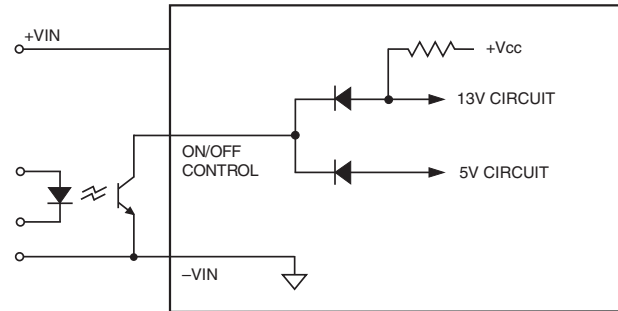 +VIN
+Vcc
13V CIRCUIT
ON/OFF
CONTROL
5V CIRCUIT
–VIN